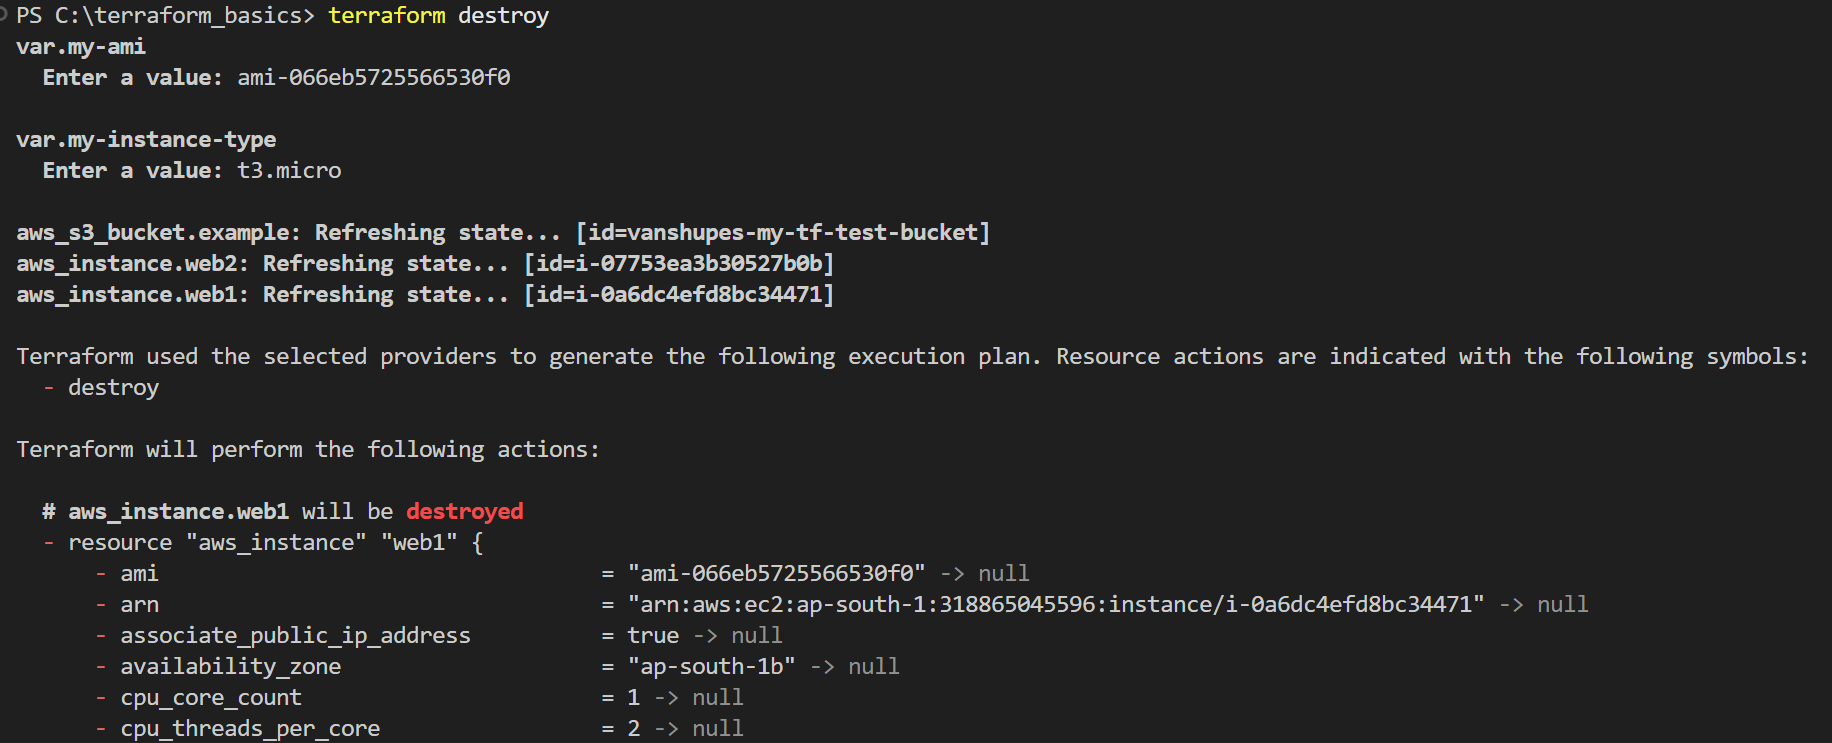 PS C:\terraform_basics> terraform destroy
var.my-ami
  Enter a value: ami-066eb5725566530f0

var.my-instance-type
  Enter a value: t3.micro

aws_s3_bucket.example: Refreshing state... [id=vanshupes-my-tf-test-bucket]
aws_instance.web2: Refreshing state... [id=i-07753ea3b30527b0b]
aws_instance.web1: Refreshing state... [id=i-0a6dc4efd8bc34471]

Terraform used the selected providers to generate the following execution plan. Resource actions are indicated with the following symbols:
  - destroy

Terraform will perform the following actions:

  # aws_instance.web1 will be destroyed
  - resource "aws_instance" "web1" {
      - ami                                  = "ami-066eb5725566530f0" -> null
      - arn                                  = "arn:aws:ec2:ap-south-1:318865045596:instance/i-0a6dc4efd8bc34471" -> null
      - associate_public_ip_address          = true -> null
      - availability_zone                    = "ap-south-1b" -> null
      - cpu_core_count                       = 1 -> null
      - cpu_threads_per_core                 = 2 -> null